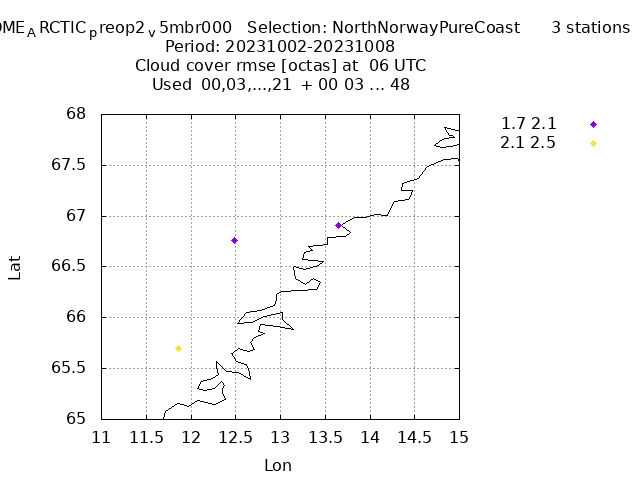 OME A RCTIC p reop2 v 5mbr000 Selection: NorthNorwayPureCoast 3 stations
Period: 20231002-20231008
Cloud cover rmse [octas] at 06 UTC
Used 00,03,...,21 + 00 03 ... 48
68
67.5
67
66.5
66
65.5
65
11 11.5 12 12.5 13 13.5 14 14.5 15
Lat
Lon
1.7 2.1
2.1 2.5